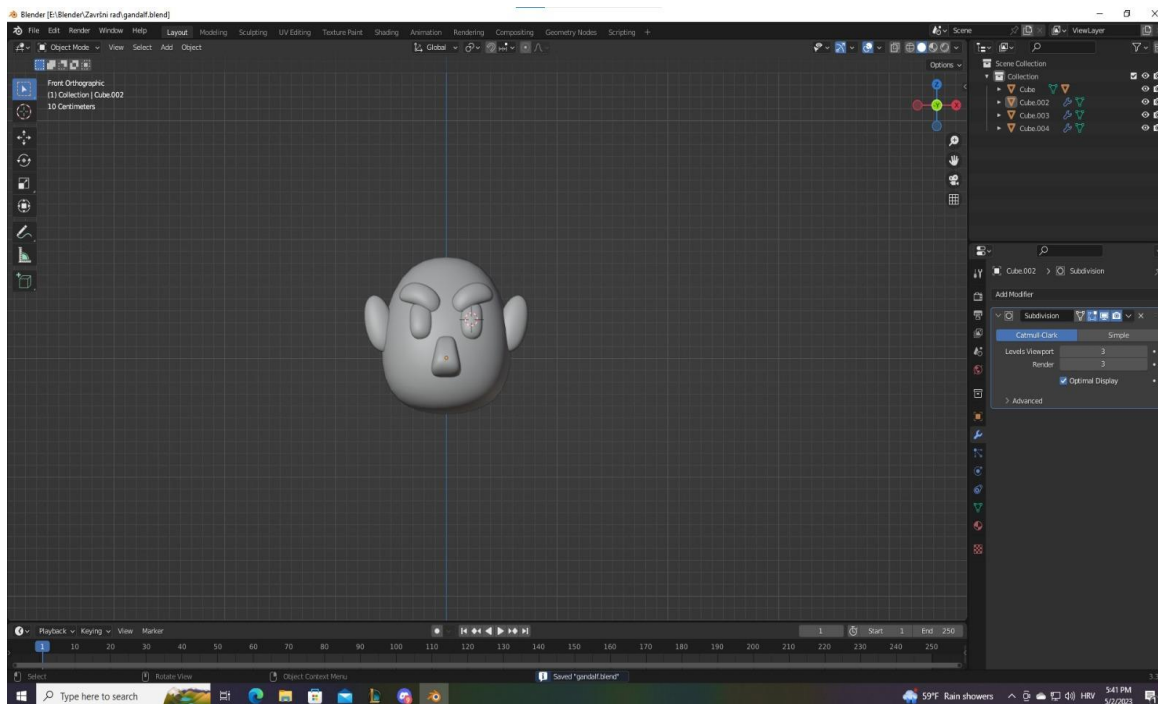 Blender [E:\Blender\Završni rad\gandalf.blend]
File Edit Render Window Help Layout Modeling Sculpting UV Editing Texture Paint Shading Animation Rendering Compositing Geometry Nodes Scripting + Scene ViewLayer
Object Mode View Select Add Object Global
Options
Front Orthographic
(1) Collection | Cube.002
10 Centimeters
Z
Y
X
Scene Collection
Collection
Cube
Cube.002
Cube.003
Cube.004
Cube.002 > Subdivision
Add Modifier
Subdivision
Catmull-Clark Simple
Levels Viewport 3
Render 3
Optimal Display
Advanced
Playback Keying View Marker 1 Start 1 End 250
1 10 20 30 40 50 60 70 80 90 100 110 120 130 140 150 160 170 180 190 200 210 220 230 240 250
Select Rotate View Object Context Menu Saved "gandalf.blend" 3.3
Type here to search 59°F Rain showers HRV 5:41 PM
5/2/2023